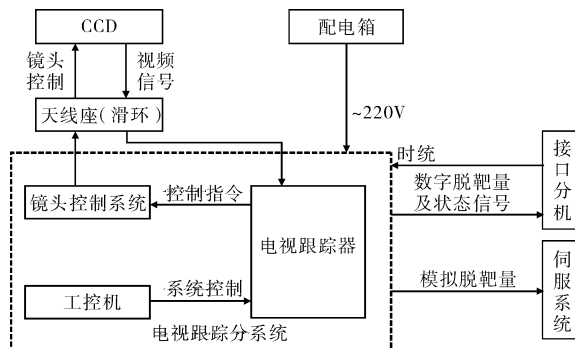 CCD
配电箱
镜头
控制
视频
信号
天线座(滑环)
~220V
时统
接口分机
数字脱靶量
及状态信号
镜头控制系统
控制指令
电视跟踪器
模拟脱靶量
伺服系统
工控机
系统控制
电视跟踪分系统